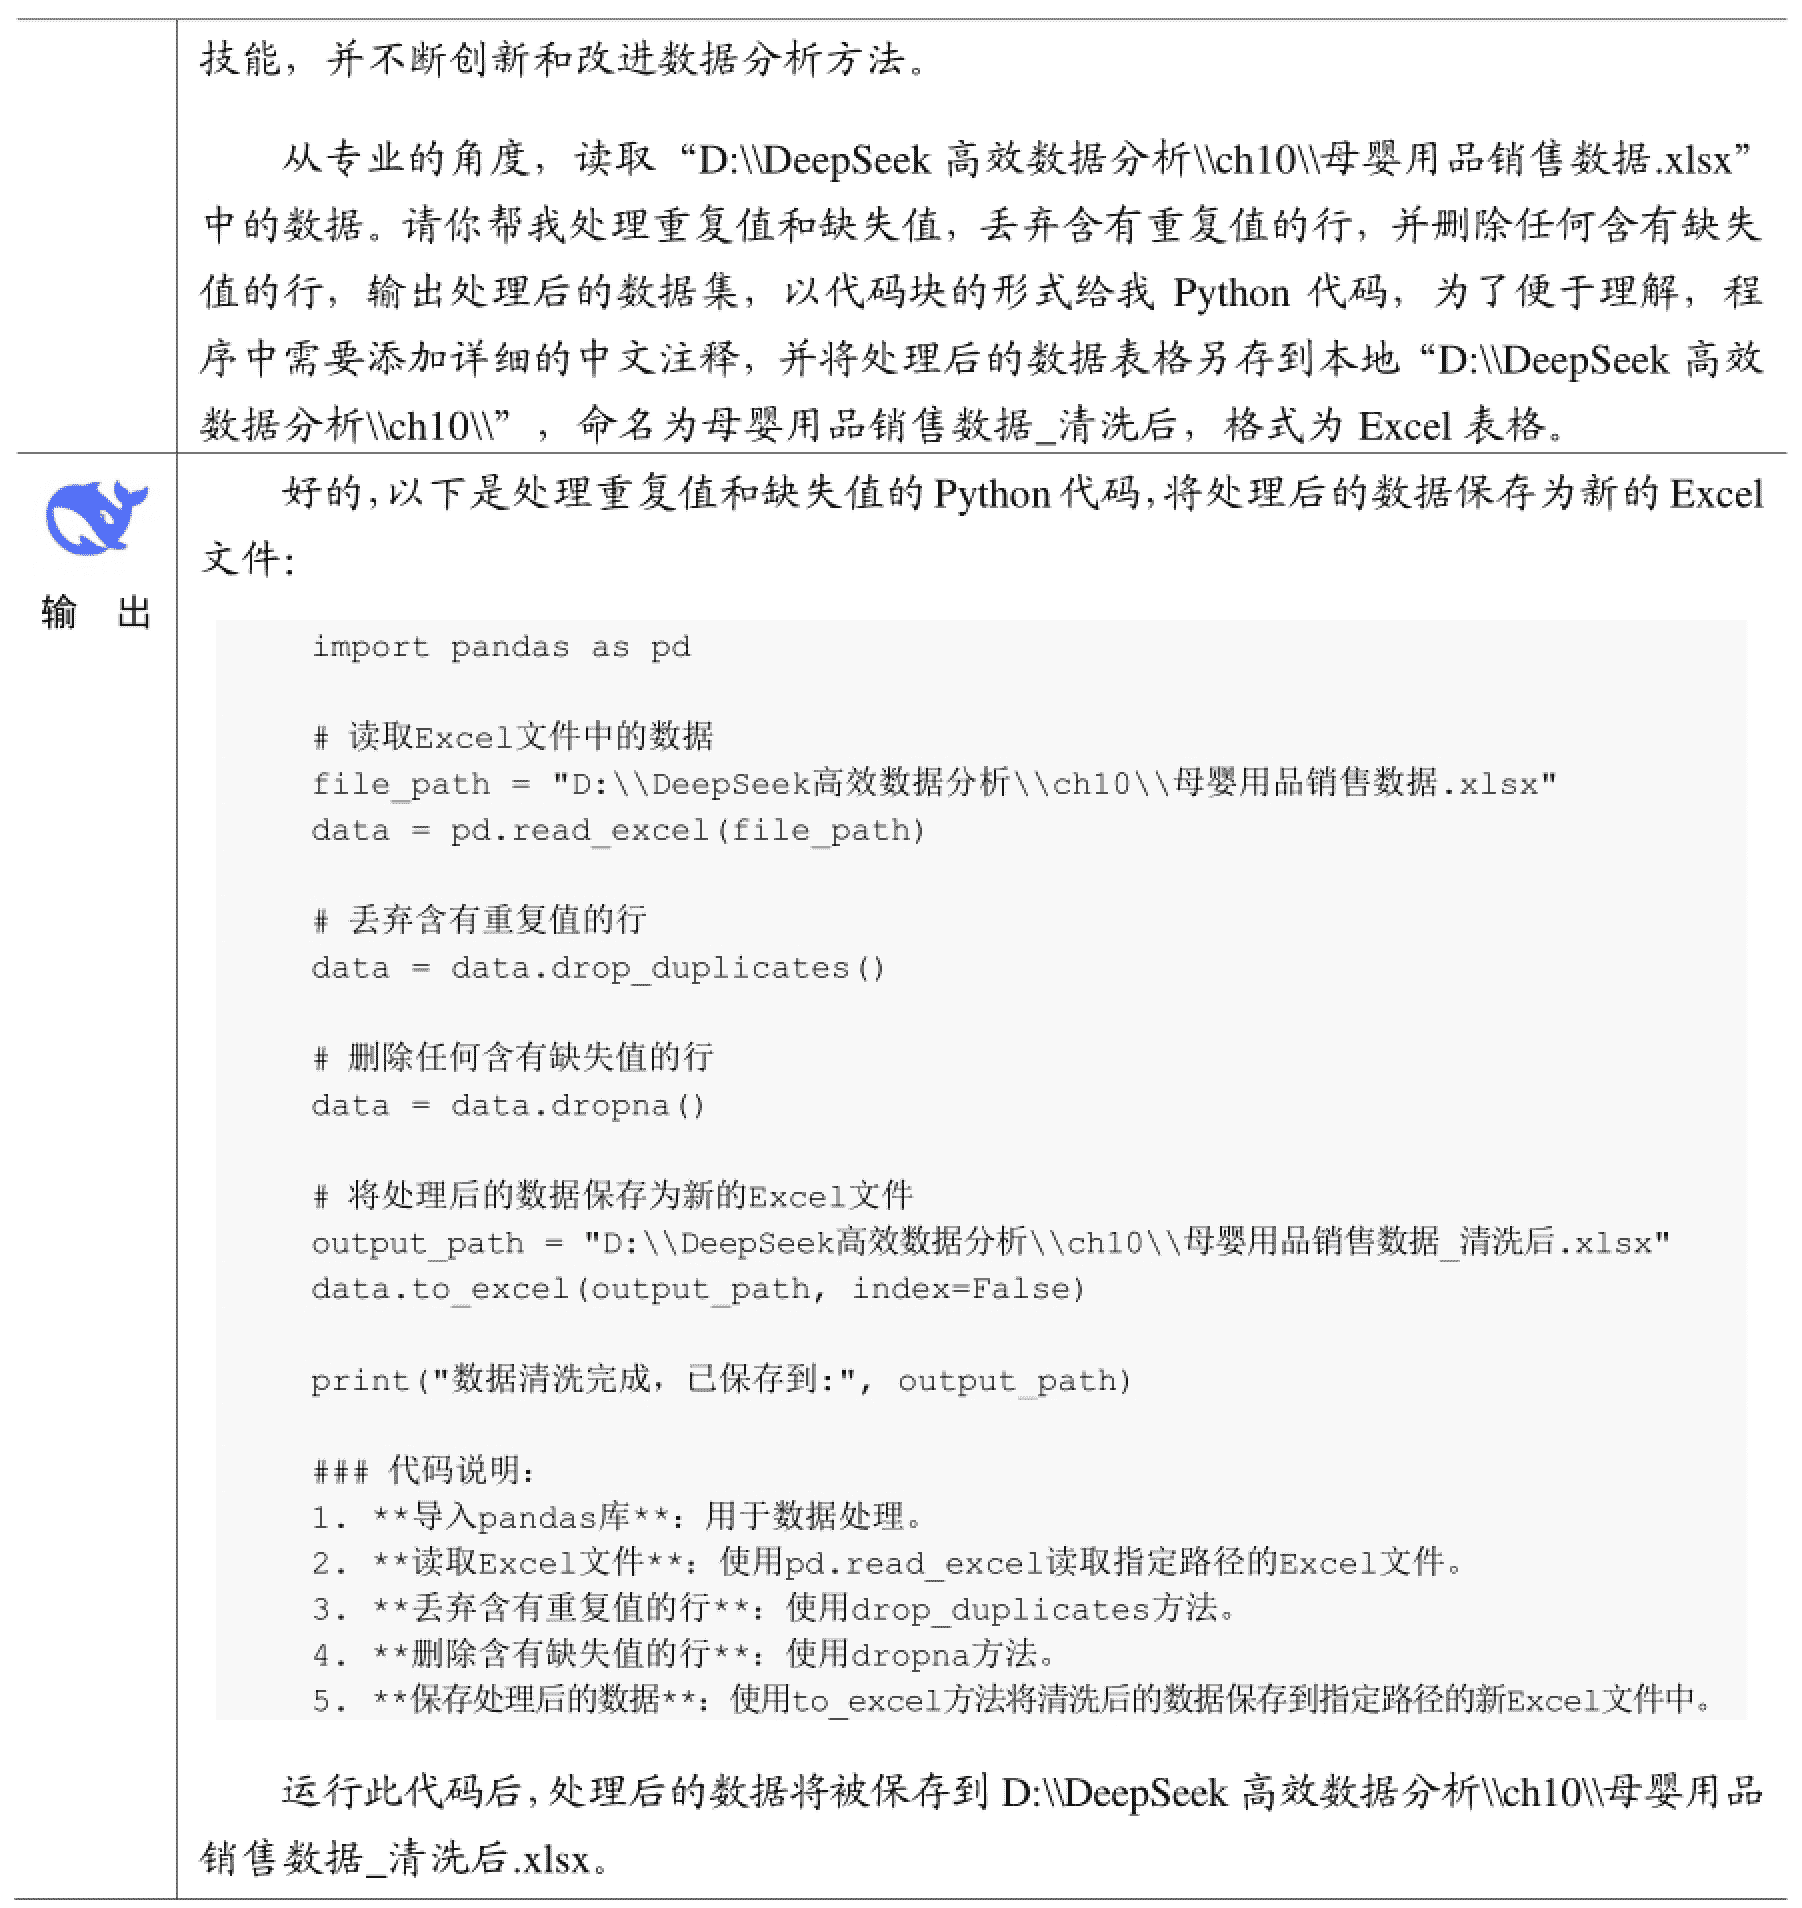 技能，并不断创新和改进数据分析方法。
从专业的角度，读取“D:\\DeepSeek 高效数据分析\\ch10\\母婴用品销售数据.xlsx”
中的数据。请你帮我处理重复值和缺失值，丢弃含有重复值的行，并删除任何含有缺失
值的行，输出处理后的数据集，以代码块的形式给我 Python 代码，为了便于理解，程
序中需要添加详细的中文注释，并将处理后的数据表格另存到本地“D:\\DeepSeek 高效
数据分析\\ch10\\”，命名为母婴用品销售数据_清洗后，格式为 Excel 表格。
好的，以下是处理重复值和缺失值的 Python 代码，将处理后的数据保存为新的 Excel
文件：
输 出
import pandas as pd
# 读取Excel文件中的数据
file_path = "D:\\DeepSeek高效数据分析\\ch10\\母婴用品销售数据.xlsx"
data = pd.read_excel(file_path)
# 丢弃含有重复值的行
data = data.drop_duplicates()
# 删除任何含有缺失值的行
data = data.dropna()
# 将处理后的数据保存为新的Excel文件
output_path = "D:\\DeepSeek高效数据分析\\ch10\\母婴用品销售数据_清洗后.xlsx"
data.to_excel(output_path, index=False)
print("数据清洗完成，已保存到:", output_path)
### 代码说明：
1. **导入pandas库**：用于数据处理。
2. **读取Excel文件**：使用pd.read_excel读取指定路径的Excel文件。
3. **丢弃含有重复值的行**：使用drop_duplicates方法。
4. **删除含有缺失值的行**：使用dropna方法。
5. **保存处理后的数据**：使用to_excel方法将清洗后的数据保存到指定路径的新Excel文件中。
运行此代码后，处理后的数据将被保存到 D:\\DeepSeek 高效数据分析\\ch10\\母婴用品
销售数据_清洗后.xlsx。